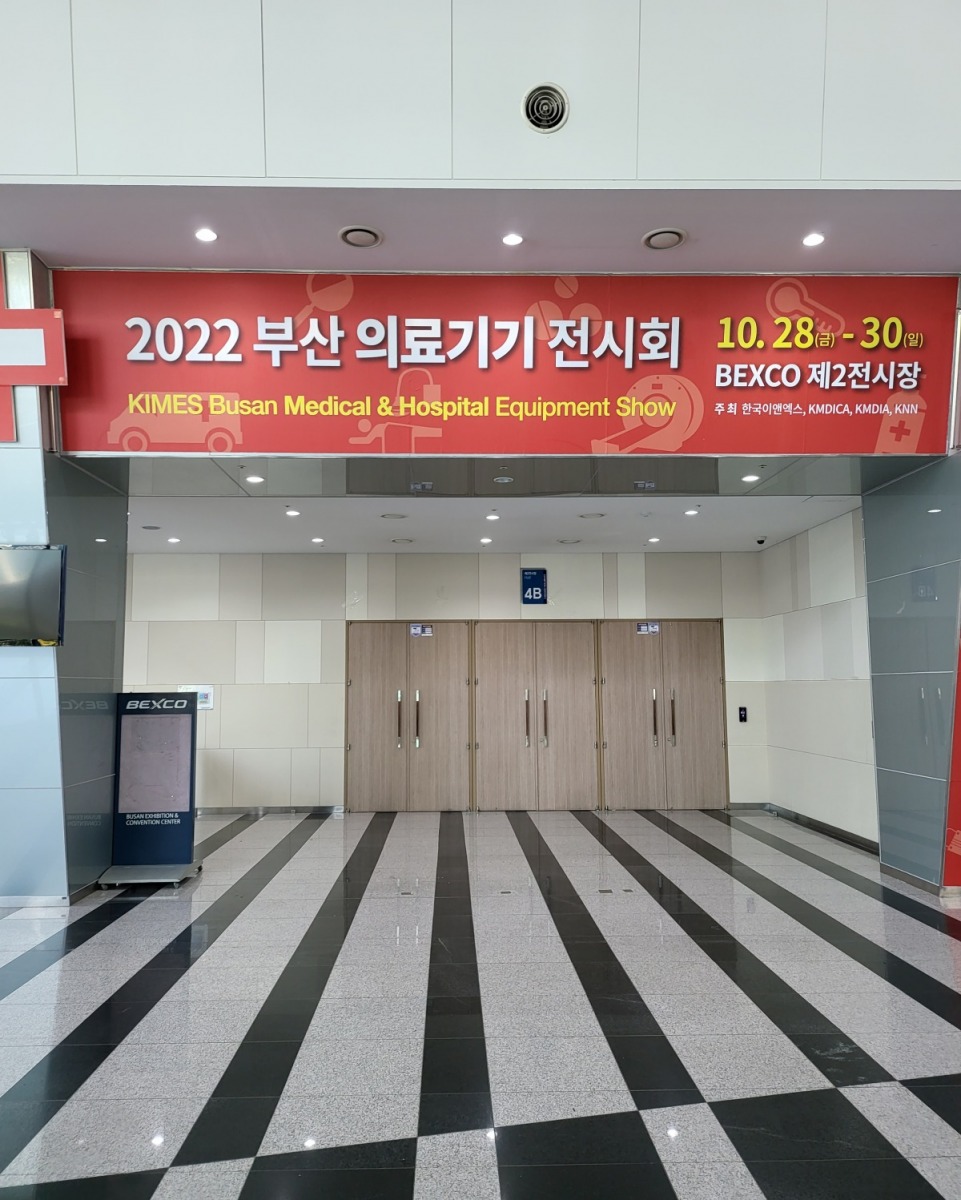 2022 부산 의료기기 전시회
KIMES Busan Medical & Hospital Equipment Show
10. 28(금) - 30(일)
BEXCO 제2전시장
주최 한국이앤엑스, KMDICA, KMDIA, KNN
4B
BEXCO
BUSAN EXHIBITION &
CONVENTION CENTER